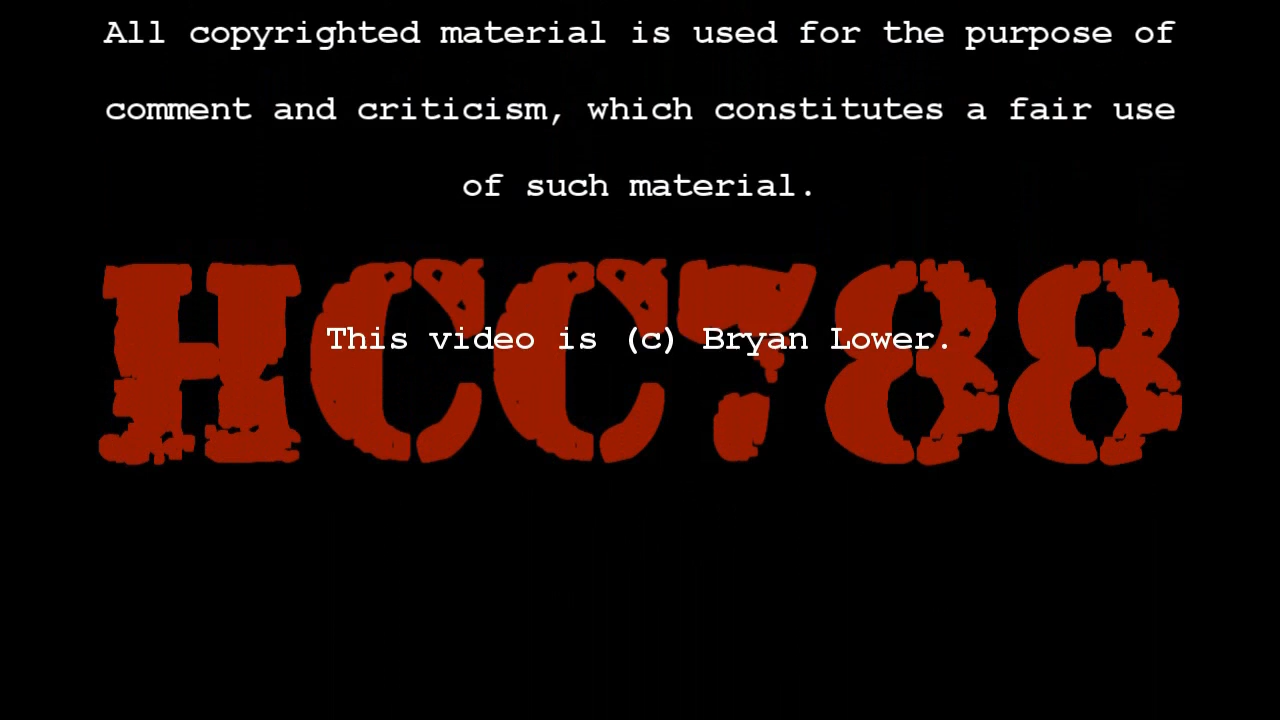 All copyrighted material is used for the purpose of
comment and criticism, which constitutes a fair use
of such material.
HCC788
This video is (c) Bryan Lower.